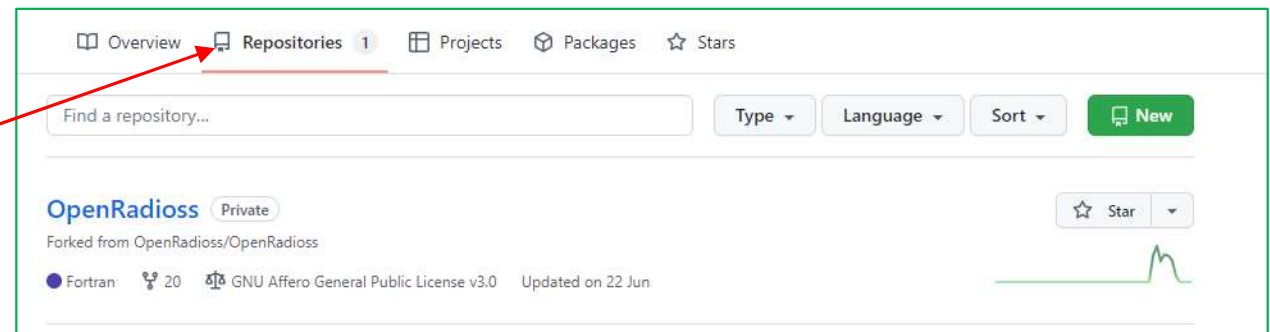 Overview Repositories 1 Projects Packages Stars
Find a repository... Type Language Sort New
OpenRadioss Private Star
Forked from OpenRadioss/OpenRadioss
Fortran 20 GNU Affero General Public License v3.0 Updated on 22 Jun